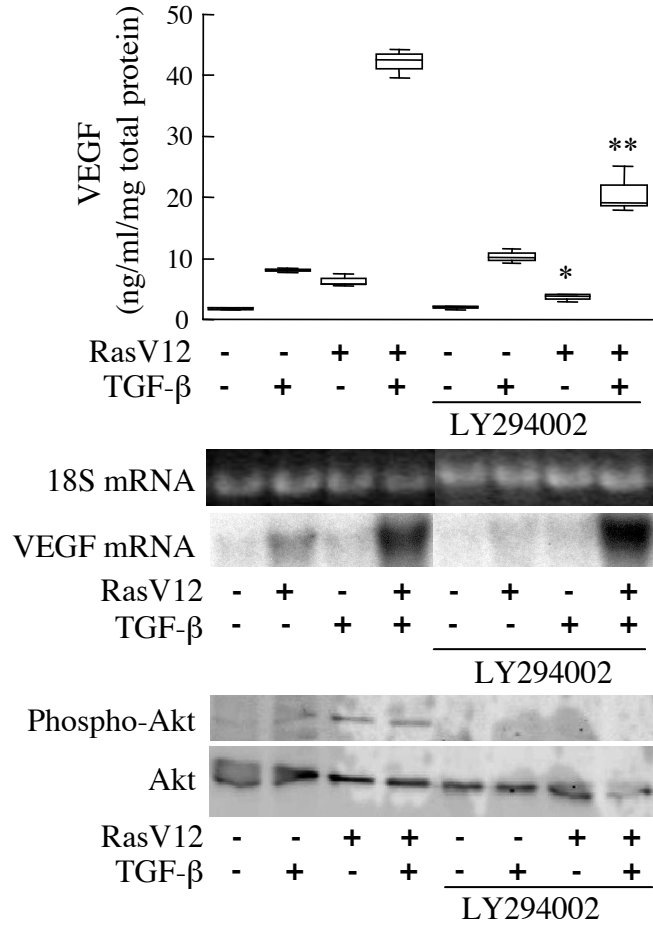 50
40
30
20
10
0
VEGF
(ng/ml/mg total protein)
*
**
RasV12 - - + + - - + +
TGF-β - + - + - + - +
LY294002
18S mRNA
VEGF mRNA
RasV12 - + - + - + - +
TGF-β - - + + - - + +
LY294002
Phospho-Akt
Akt
RasV12 - - + + - - + +
TGF-β - + - + - + - +
LY294002